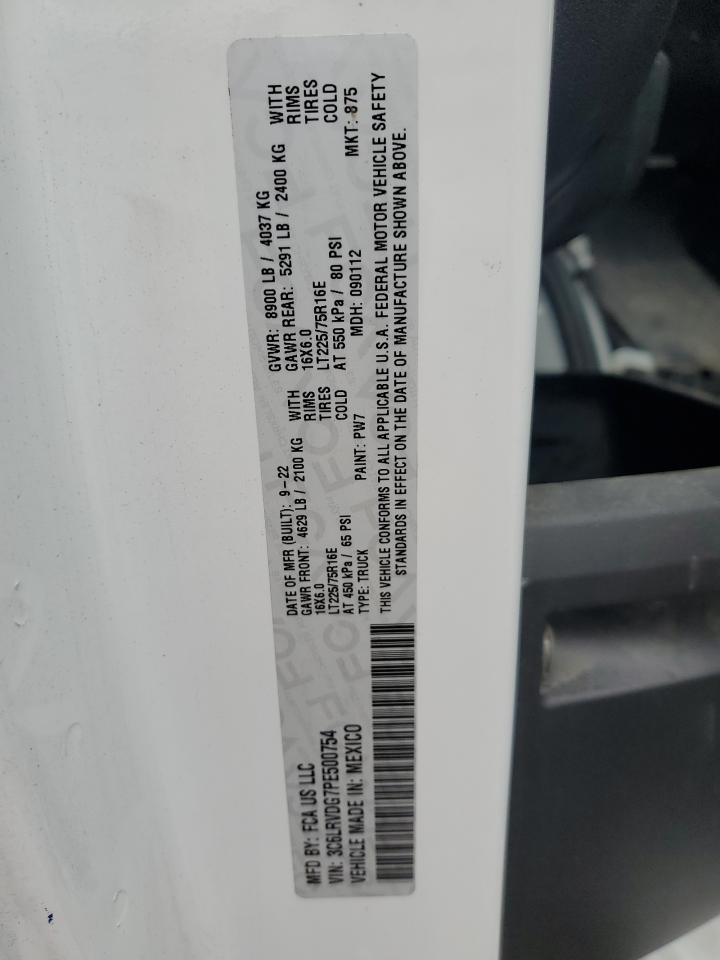 MFD BY: FCA US LLC
VIN: 3C6LRVDG7PE500754
VEHICLE MADE IN: MEXICO
DATE OF MFR (BUILT): 9-22 GVWR: 8900 LB / 4037 KG
GAWR FRONT: 4629 LB / 2100 KG WITH GAWR REAR: 5291 LB / 2400 KG WITH
16X6.0 RIMS 16X6.0 RIMS
LT225/75R16E TIRES LT225/75R16E TIRES
AT 450 kPa / 65 PSI COLD AT 550 kPa / 80 PSI COLD
TYPE: TRUCK PAINT: PW7 MDH: 090112 MKT: 875
THIS VEHICLE CONFORMS TO ALL APPLICABLE U.S.A. FEDERAL MOTOR VEHICLE SAFETY
STANDARDS IN EFFECT ON THE DATE OF MANUFACTURE SHOWN ABOVE.